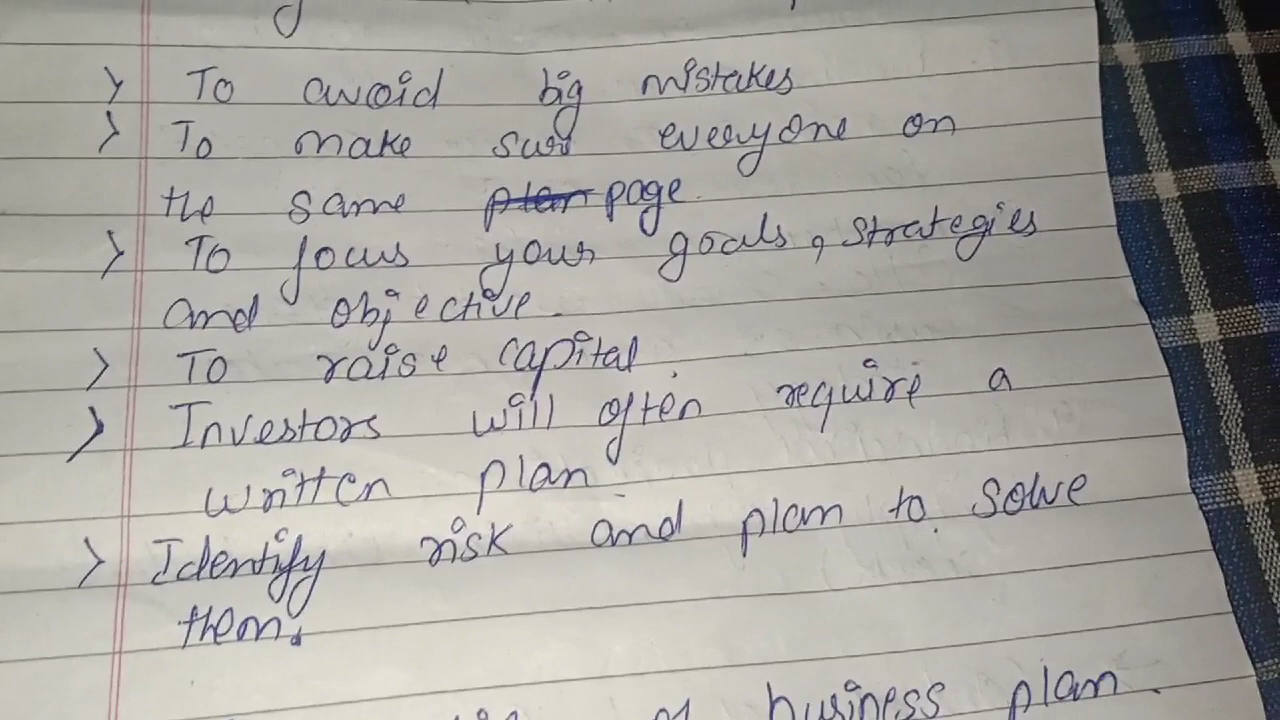 > To avoid big mistakes
> To make sure everyone on
the same plan page.
> To focus your goals, strategies
and objective.
> To raise capital.
> Investors will often require a
written plan.
> Identify risk and plan to solve
them.
business plan.